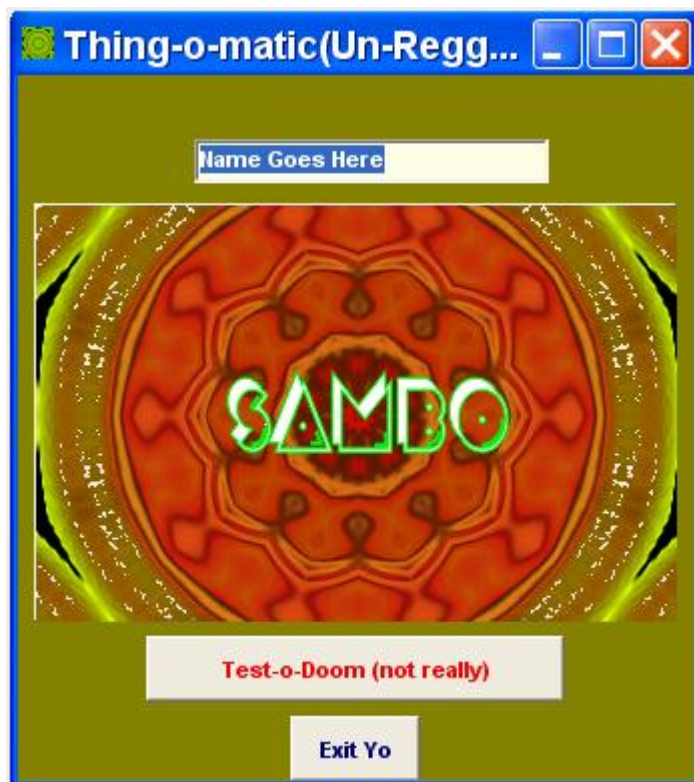 Thing-o-matic(Un-Regg...
Name Goes Here
SAMBO
Test-o-Doom (not really)
Exit Yo